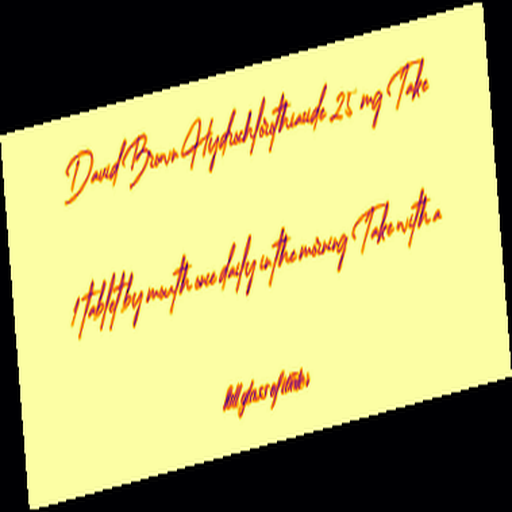 David Brown Hydrochlorothiazide 25 mg Take
1 tablet by mouth once daily in the morning Take with a
full glass of water